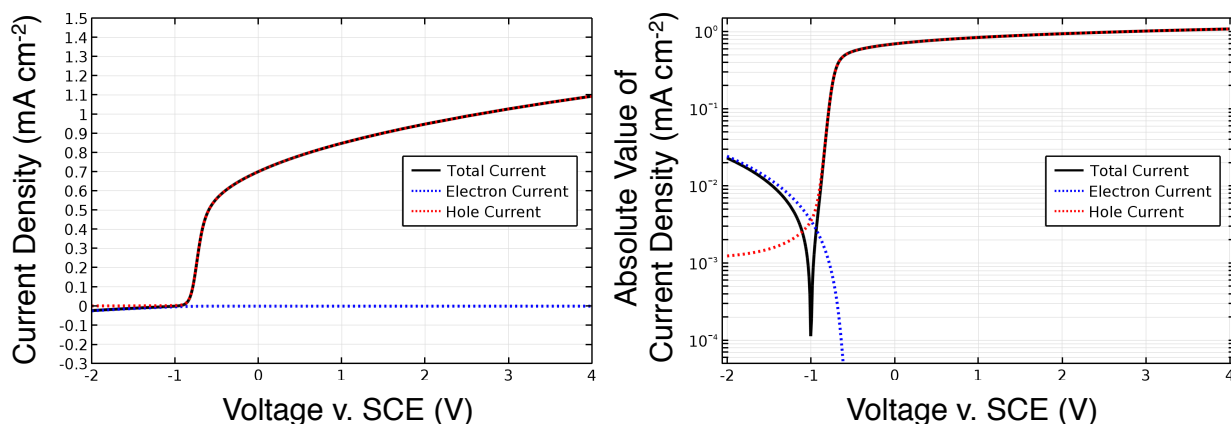 Current Density (mA cm-2)
1.5
1.4
1.3
1.2
1.1
1
0.9
0.8
0.7
0.6
0.5
0.4
0.3
0.2
0.1
0
-0.1
-0.2
-0.3
-2 -1 0 1 2 3 4
Voltage v. SCE (V)
Total Current
Electron Current
Hole Current
Absolute Value of
Current Density (mA cm-2)
10⁰
10⁻¹
10⁻²
10⁻³
10⁻⁴
-2 -1 0 1 2 3 4
Voltage v. SCE (V)
Total Current
Electron Current
Hole Current